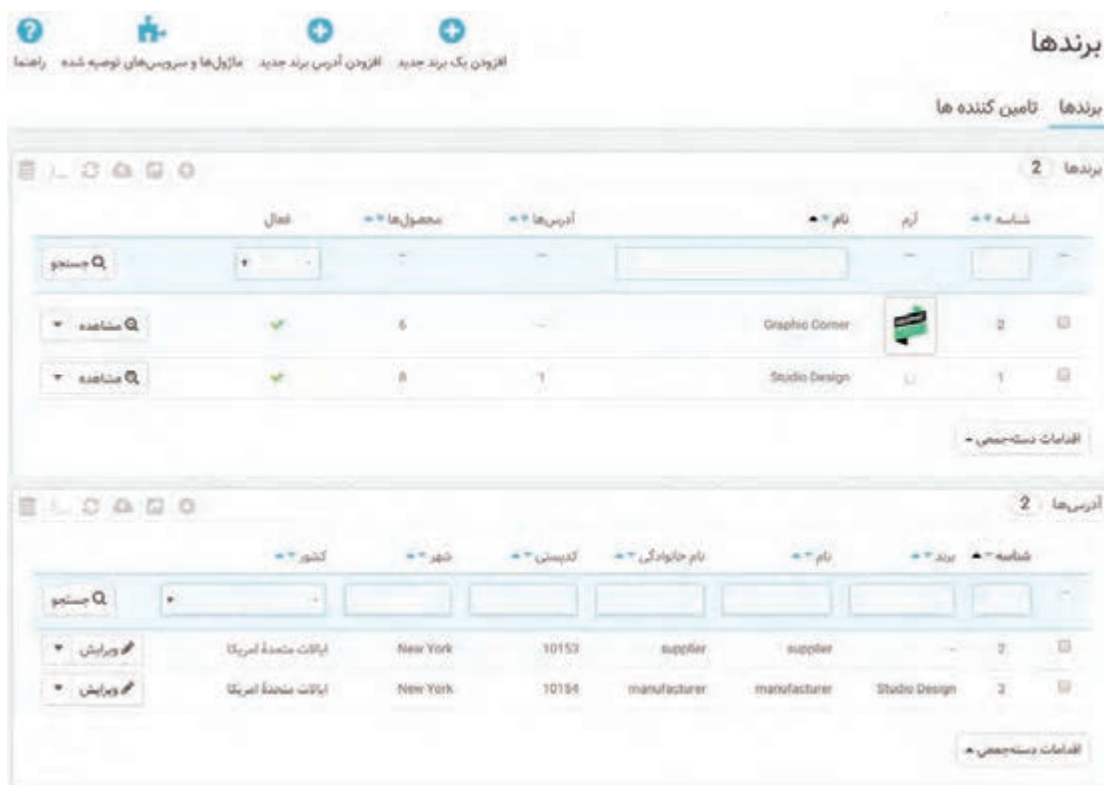 برندها
افزودن یک برند جدید افزودن آدرس برند جدید ماژول‌ها و سرویس‌های توصیه شده راهنما
برندها تامین کننده ها
برندها 2
شناسه آرم نام آدرس‌ها محصول‌ها فعال
-- -- -- -- - جستجو
2 Graphic Corner -- 6 مشاهده
1 Studio Design 1 8 مشاهده
اقدامات دسته‌جمعی
آدرس‌ها 2
شناسه برند نام نام خانوادگی کدپستی شهر کشور
-- - جستجو
2 -- supplier supplier 10153 New York ایالات متحدهٔ امریکا ویرایش
3 Studio Design manufacturer manufacturer 10154 New York ایالات متحدهٔ امریکا ویرایش
اقدامات دسته‌جمعی